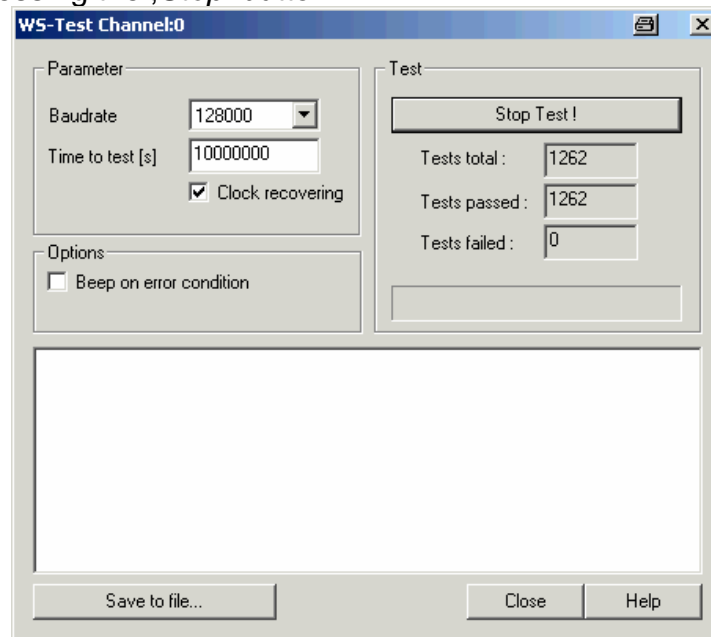 WS-Test Channel:0
Parameter
Baudrate 128000
Time to test [s] 10000000
Clock recovering
Options
Beep on error condition
Test
Stop Test !
Tests total : 1262
Tests passed : 1262
Tests failed : 0
Save to file...
Close
Help